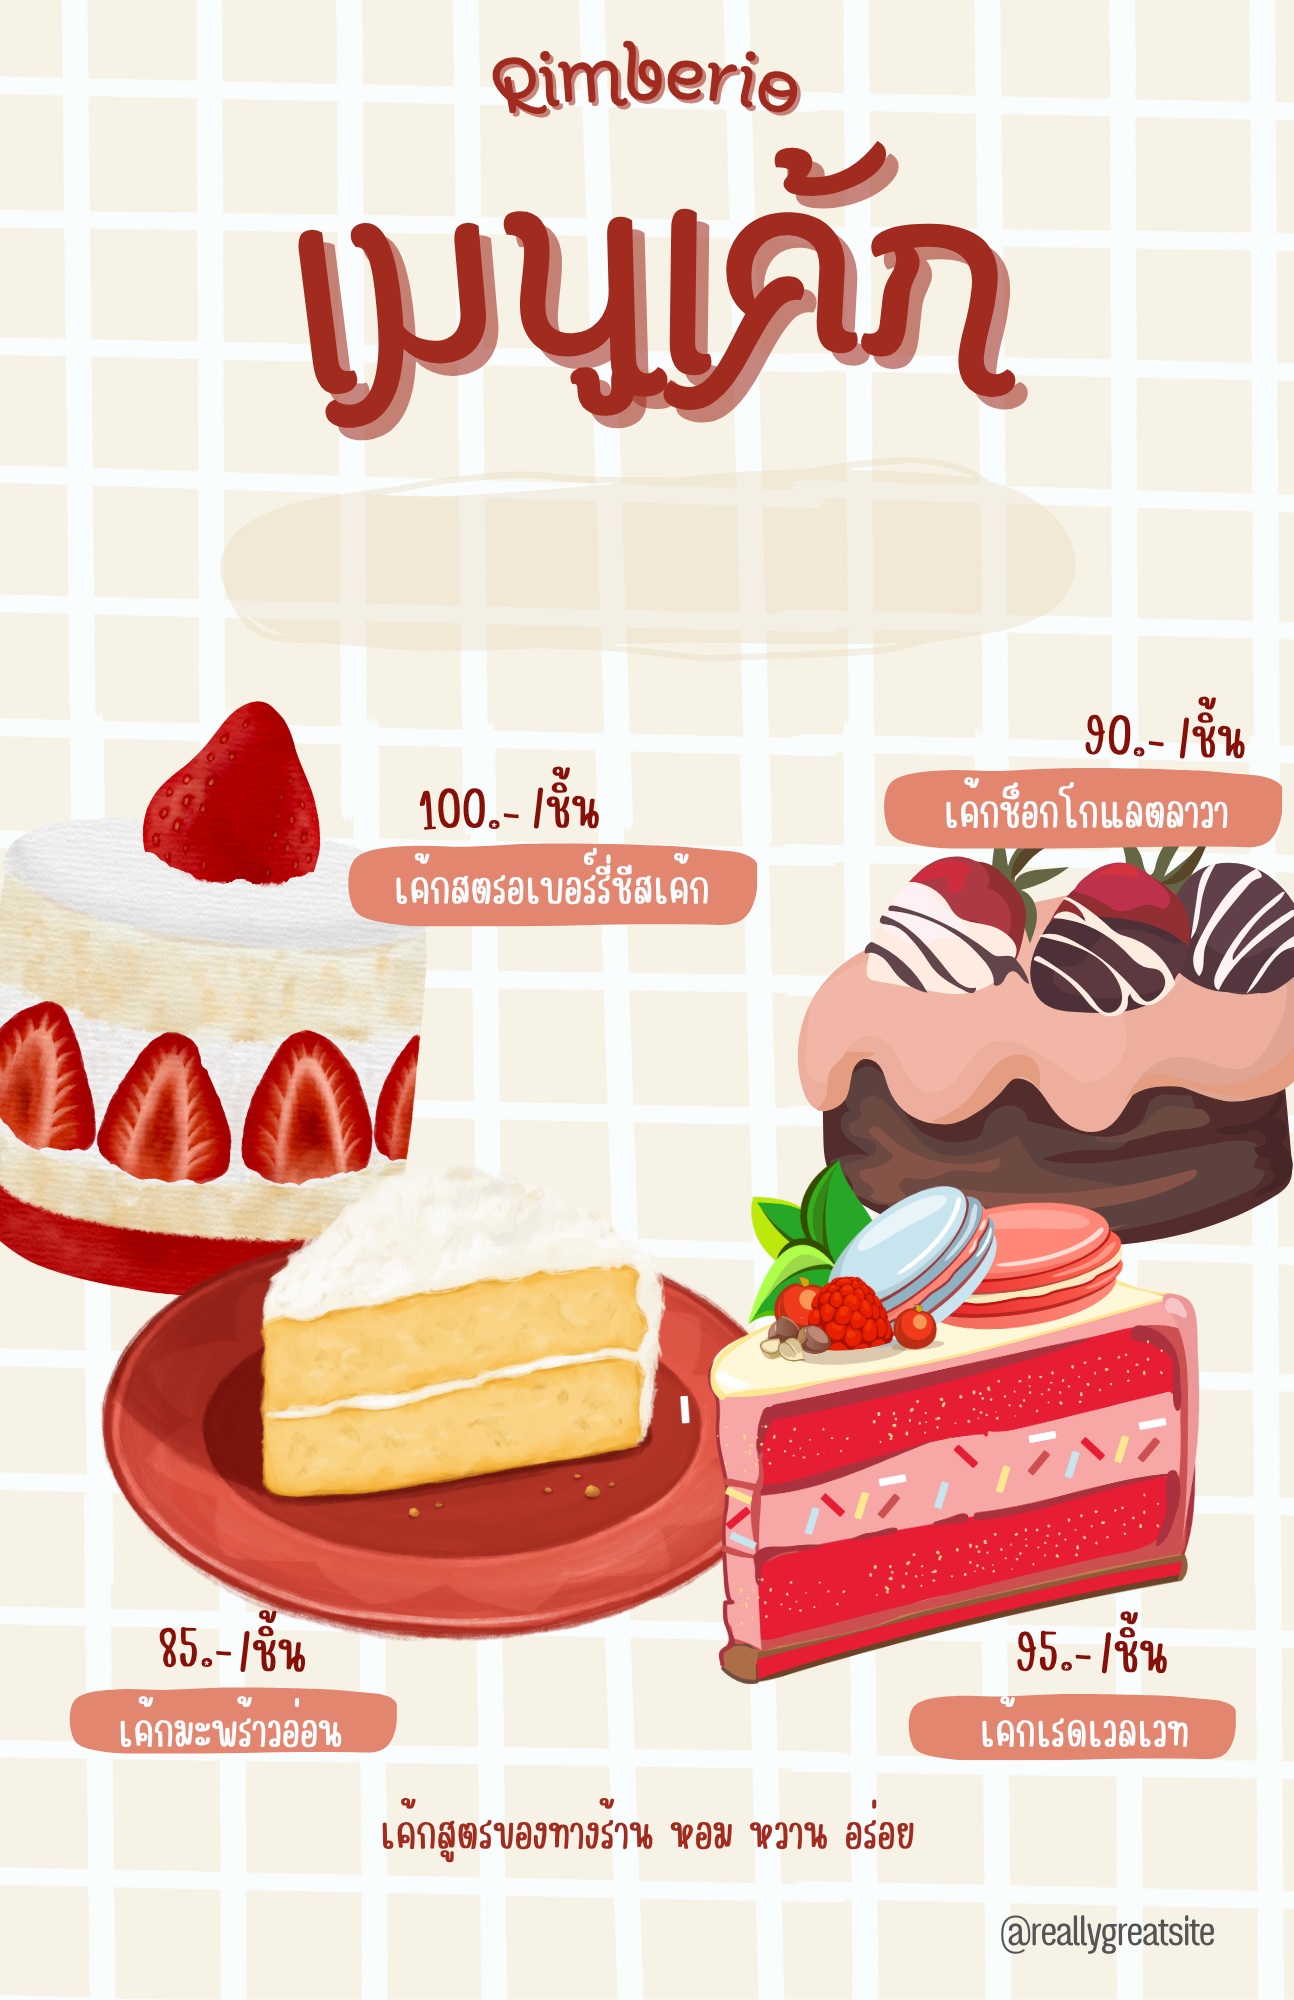 Rimberio
เมนูเค้ก
90.- /ชิ้น
เค้กช็อกโกแลตลาวา
100.- /ชิ้น
เค้กสตรอเบอร์รี่ชีสเค้ก
85.-/ชิ้น
เค้กมะพร้าวอ่อน
95.-/ชิ้น
เค้กเรดเวลเวท
เค้กสูตรของทางร้าน หอม หวาน อร่อย
@reallygreatsite